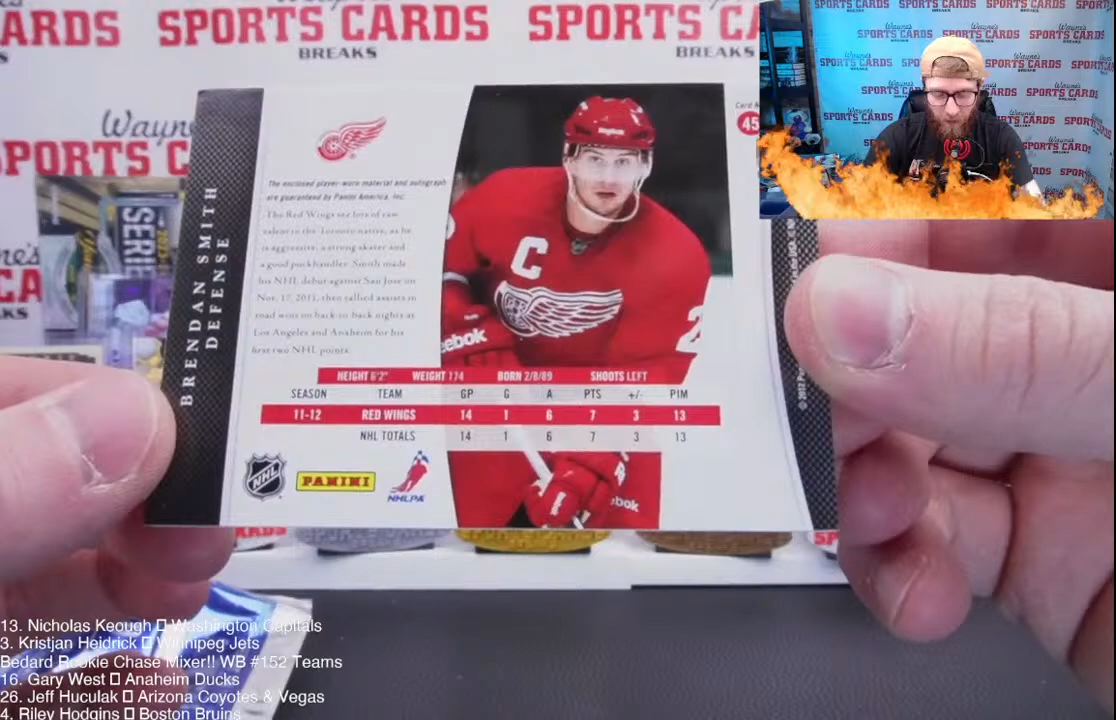 ARDS
SPORTS CARDS
BREAKS
SPORTS CA
BREAKS
Wayne
SPORTS C
SPORTS CARDS
SERIE
Card N
45
BRENDAN SMITH
DEFENSE
The enclosed player-worn material and autograph
are guaranteed by Panini America, Inc.
The Red Wings see lots of raw
talent in the Toronto native, as he
is aggressive, a strong skater and
a good puckhandler. Smith made
his NHL debut against San Jose on
Nov. 17, 2011, then tallied assists in
road wins on back-to-back nights at
Los Angeles and Anaheim for his
first two NHL points.
C
Reebok
2
HEIGHT 6'2" WEIGHT 174 BORN 2/8/89 SHOOTS LEFT
SEASON TEAM GP G A PTS +/- PIM
11-12 RED WINGS 14 1 6 7 3 13
NHL TOTALS 14 1 6 7 3 13
NHL
PANINI
NHLPA
© 2012 P
13. Nicholas Keough Washington Capitals
3. Kristjan Heidrick Winnipeg Jets
Bedard Rookie Chase Mixer!! WB #152 Teams
16. Gary West Anaheim Ducks
26. Jeff Huculak Arizona Coyotes & Vegas
4. Riley Hodgins Boston Bruins